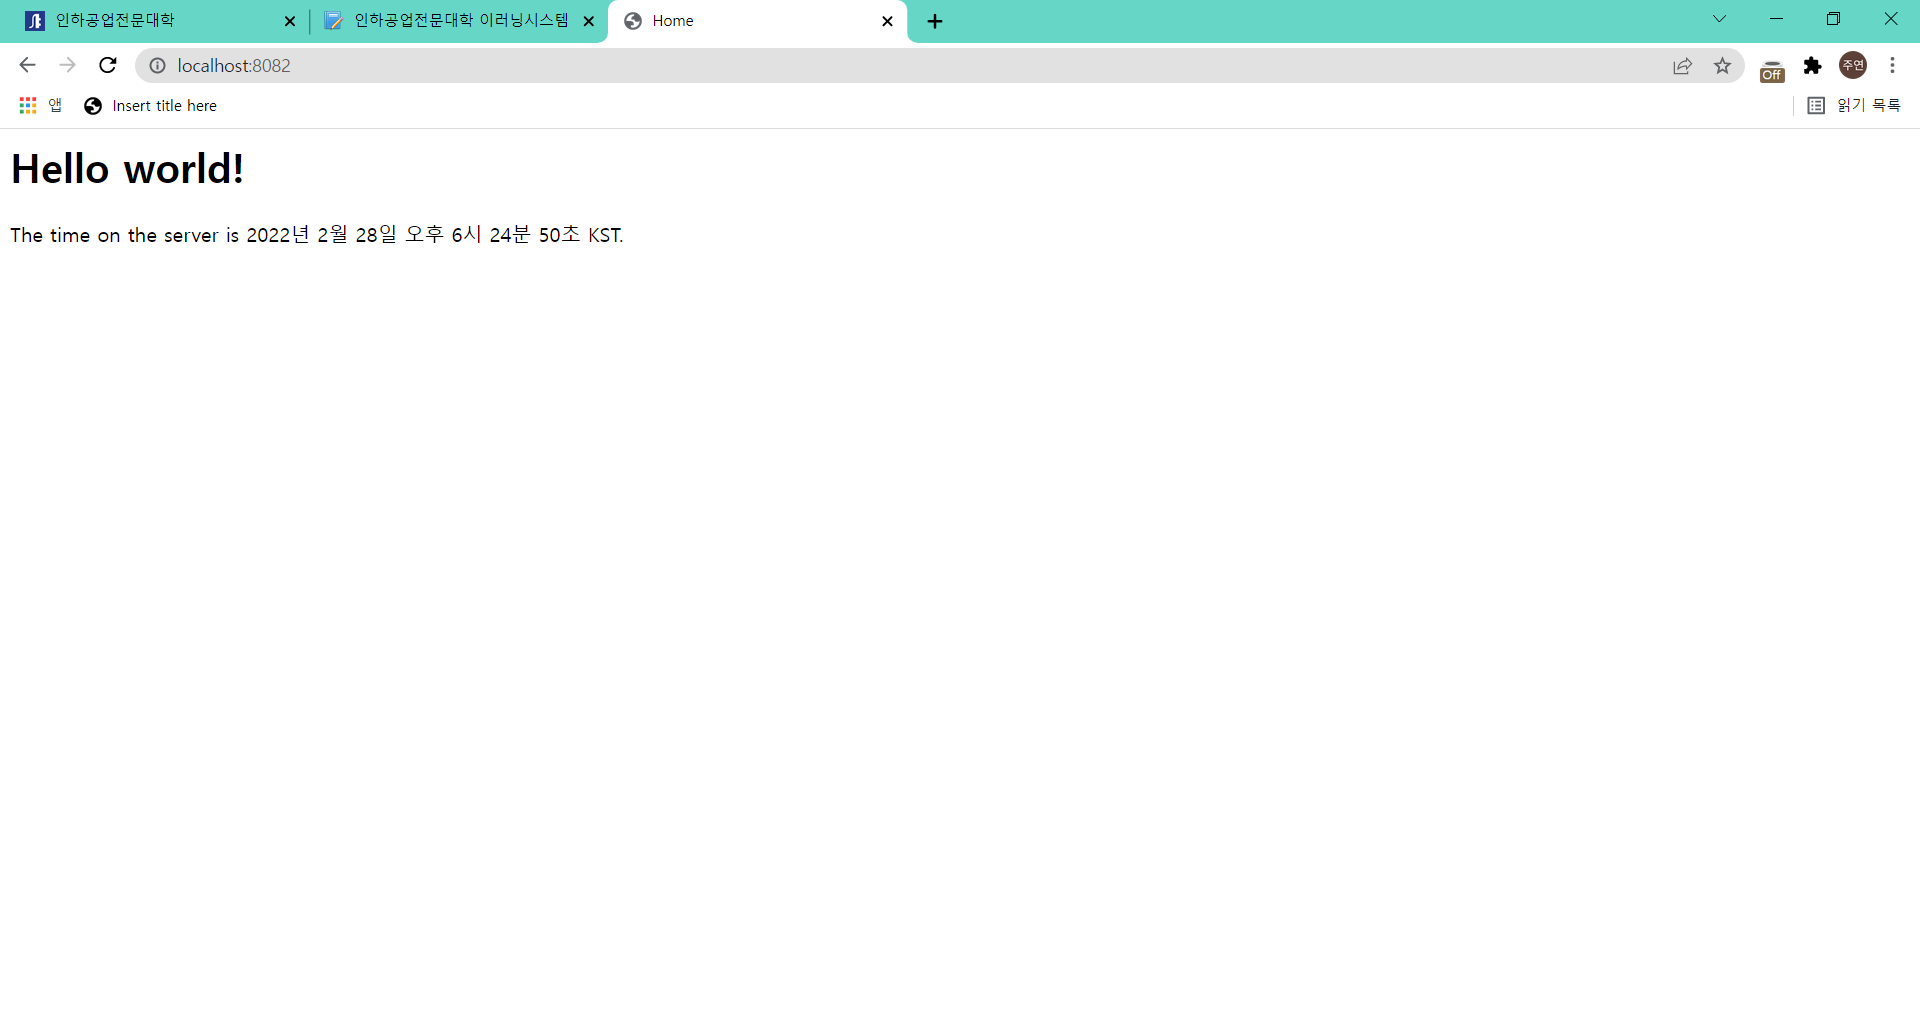 인하공업전문대학
인하공업전문대학 이러닝시스템
Home
localhost:8082
Off
주연
앱
Insert title here
읽기 목록
Hello world!
The time on the server is 2022년 2월 28일 오후 6시 24분 50초 KST.